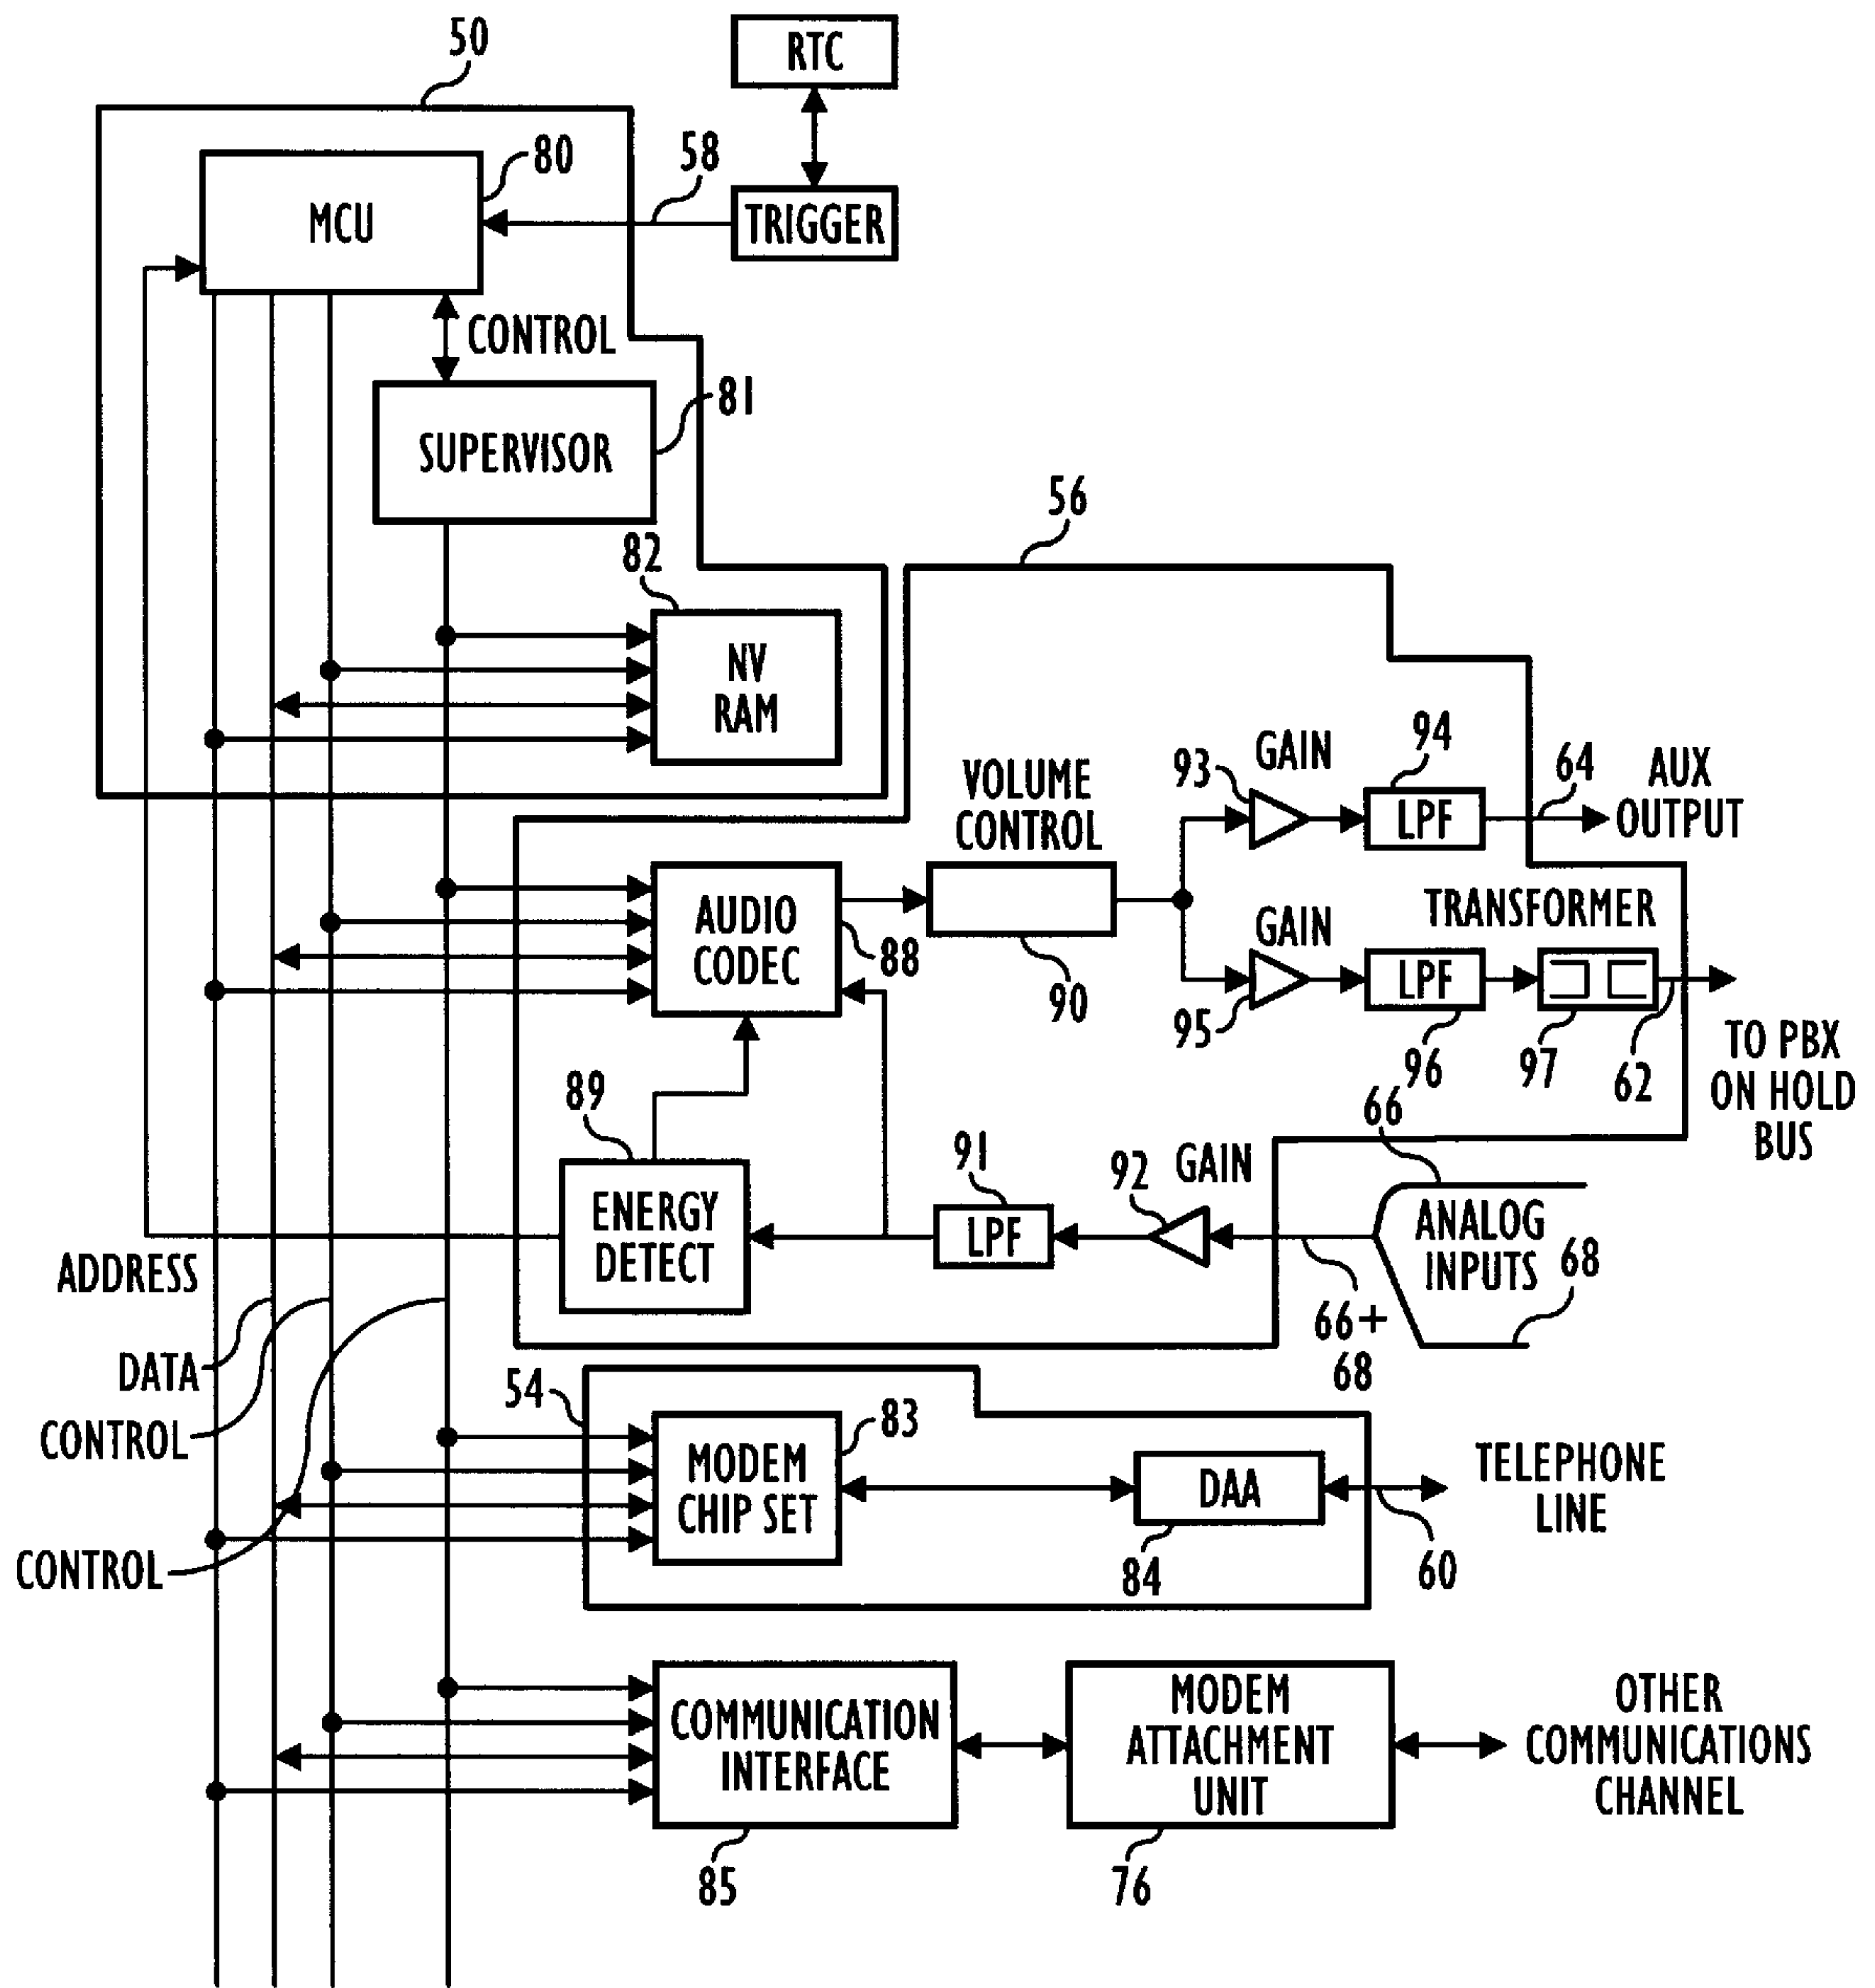 50
RTC
80
58
MCU
TRIGGER
CONTROL
81
SUPERVISOR
56
82
NV
RAM
VOLUME
CONTROL
93
GAIN
94
LPF
64
AUX
OUTPUT
AUDIO
CODEC
88
90
GAIN
95
LPF
96
TRANSFORMER
97
62
TO PBX
ON HOLD
BUS
89
ENERGY
DETECT
91
LPF
92
GAIN
66
ANALOG
INPUTS
68
66+
68
ADDRESS
DATA
CONTROL
CONTROL
54
83
MODEM
CHIP SET
DAA
84
60
TELEPHONE
LINE
COMMUNICATION
INTERFACE
85
MODEM
ATTACHMENT
UNIT
76
OTHER
COMMUNICATIONS
CHANNEL